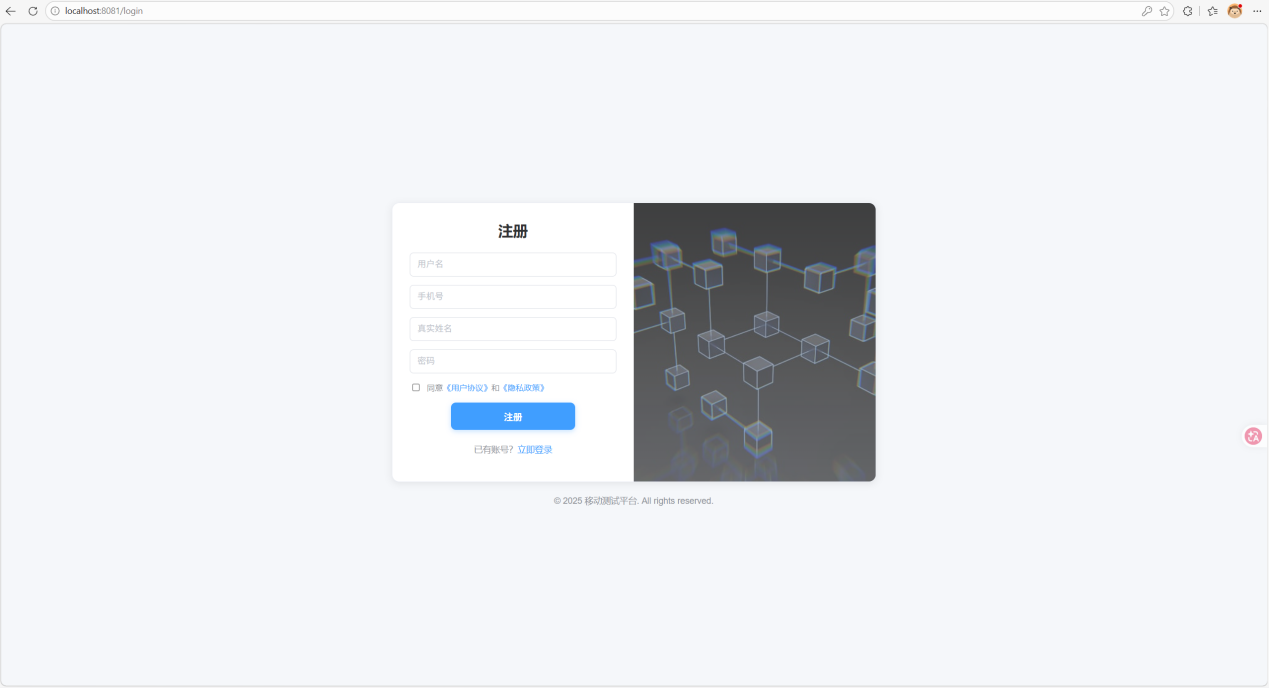 localhost:8081/login
注册
用户名
手机号
真实姓名
密码
同意《用户协议》和《隐私政策》
注册
已有账号? 立即登录
© 2025 移动测试平台. All rights reserved.